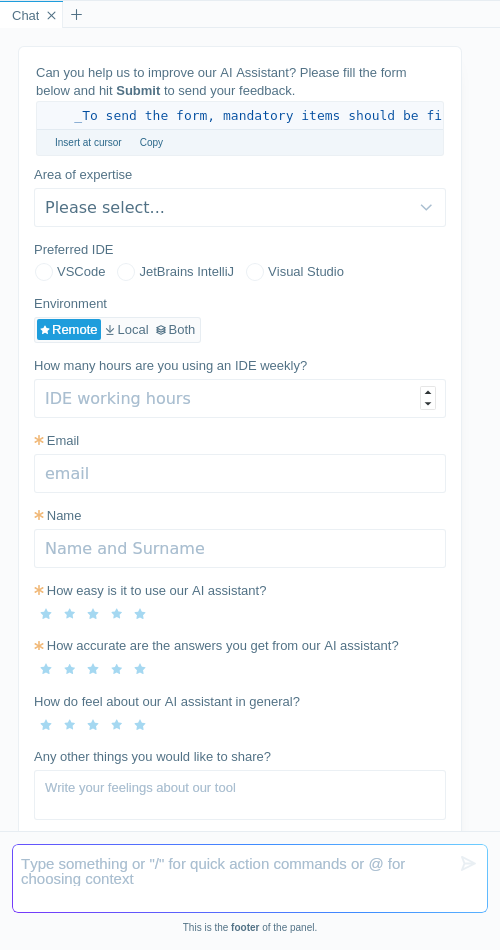 Chat
Can you help us to improve our AI Assistant? Please fill the form
below and hit Submit to send your feedback.
_To send the form, mandatory items should be fi
Insert at cursor Copy
Area of expertise
Please select...
Preferred IDE
VSCode JetBrains IntelliJ Visual Studio
Environment
Remote Local Both
How many hours are you using an IDE weekly?
IDE working hours
* Email
email
* Name
Name and Surname
* How easy is it to use our AI assistant?
* How accurate are the answers you get from our AI assistant?
How do feel about our AI assistant in general?
Any other things you would like to share?
Write your feelings about our tool
Type something or "/" for quick action commands or @ for
choosing context
This is the footer of the panel.